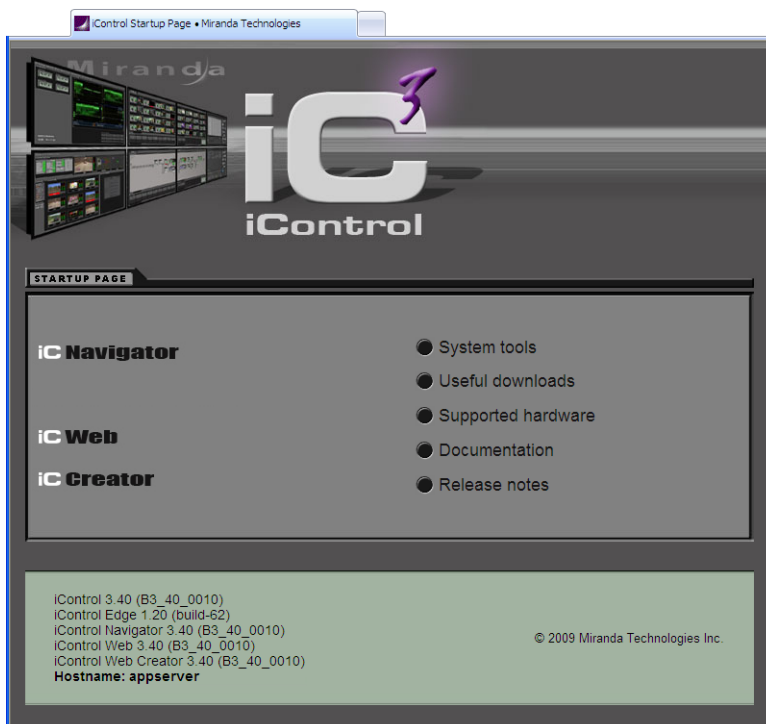 iControl Startup Page • Miranda Technologies
Miranda
iC3
iControl
STARTUP PAGE
iC Navigator
iC Web
iC Creator
System tools
Useful downloads
Supported hardware
Documentation
Release notes
iControl 3.40 (B3_40_0010)
iControl Edge 1.20 (build-62)
iControl Navigator 3.40 (B3_40_0010)
iControl Web 3.40 (B3_40_0010)
iControl Web Creator 3.40 (B3_40_0010)
Hostname: appserver
© 2009 Miranda Technologies Inc.